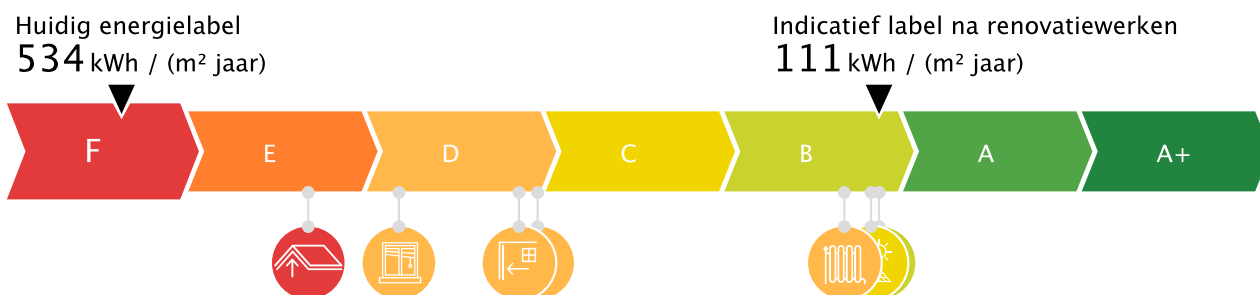 Huidig energielabel
534 kWh / (m² jaar)
Indicatief label na renovatiewerken
111 kWh / (m² jaar)
F E D C B A A+